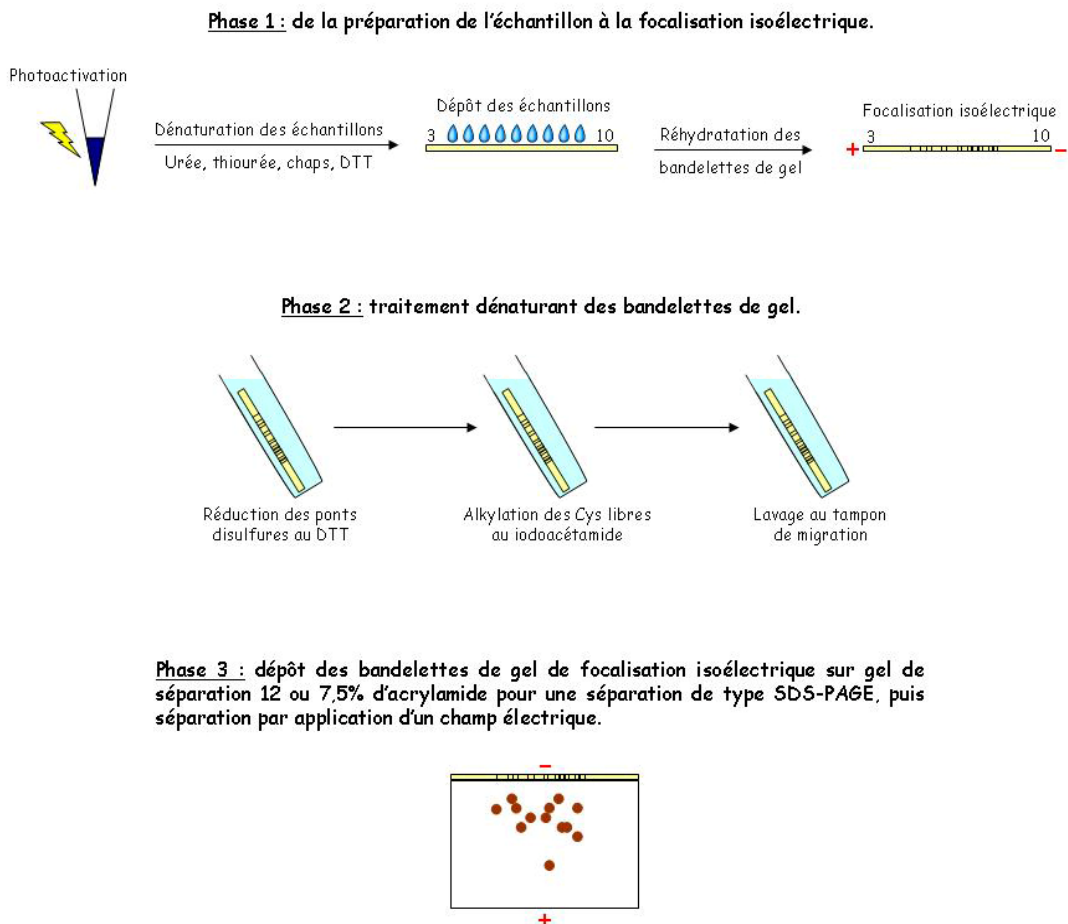 Phase 1 : de la préparation de l'échantillon à la focalisation isoélectrique.
Photoactivation
Dénaturation des échantillons
Urée, thiourée, chaps, DTT
Dépôt des échantillons
3 10
Réhydratation des
bandelettes de gel
Focalisation isoélectrique
3 10
+ –
Phase 2 : traitement dénaturant des bandelettes de gel.
Réduction des ponts
disulfures au DTT
Alkylation des Cys libres
au iodoacétamide
Lavage au tampon
de migration
Phase 3 : dépôt des bandelettes de gel de focalisation isoélectrique sur gel de
séparation 12 ou 7,5% d'acrylamide pour une séparation de type SDS-PAGE, puis
séparation par application d'un champ électrique.
–
+